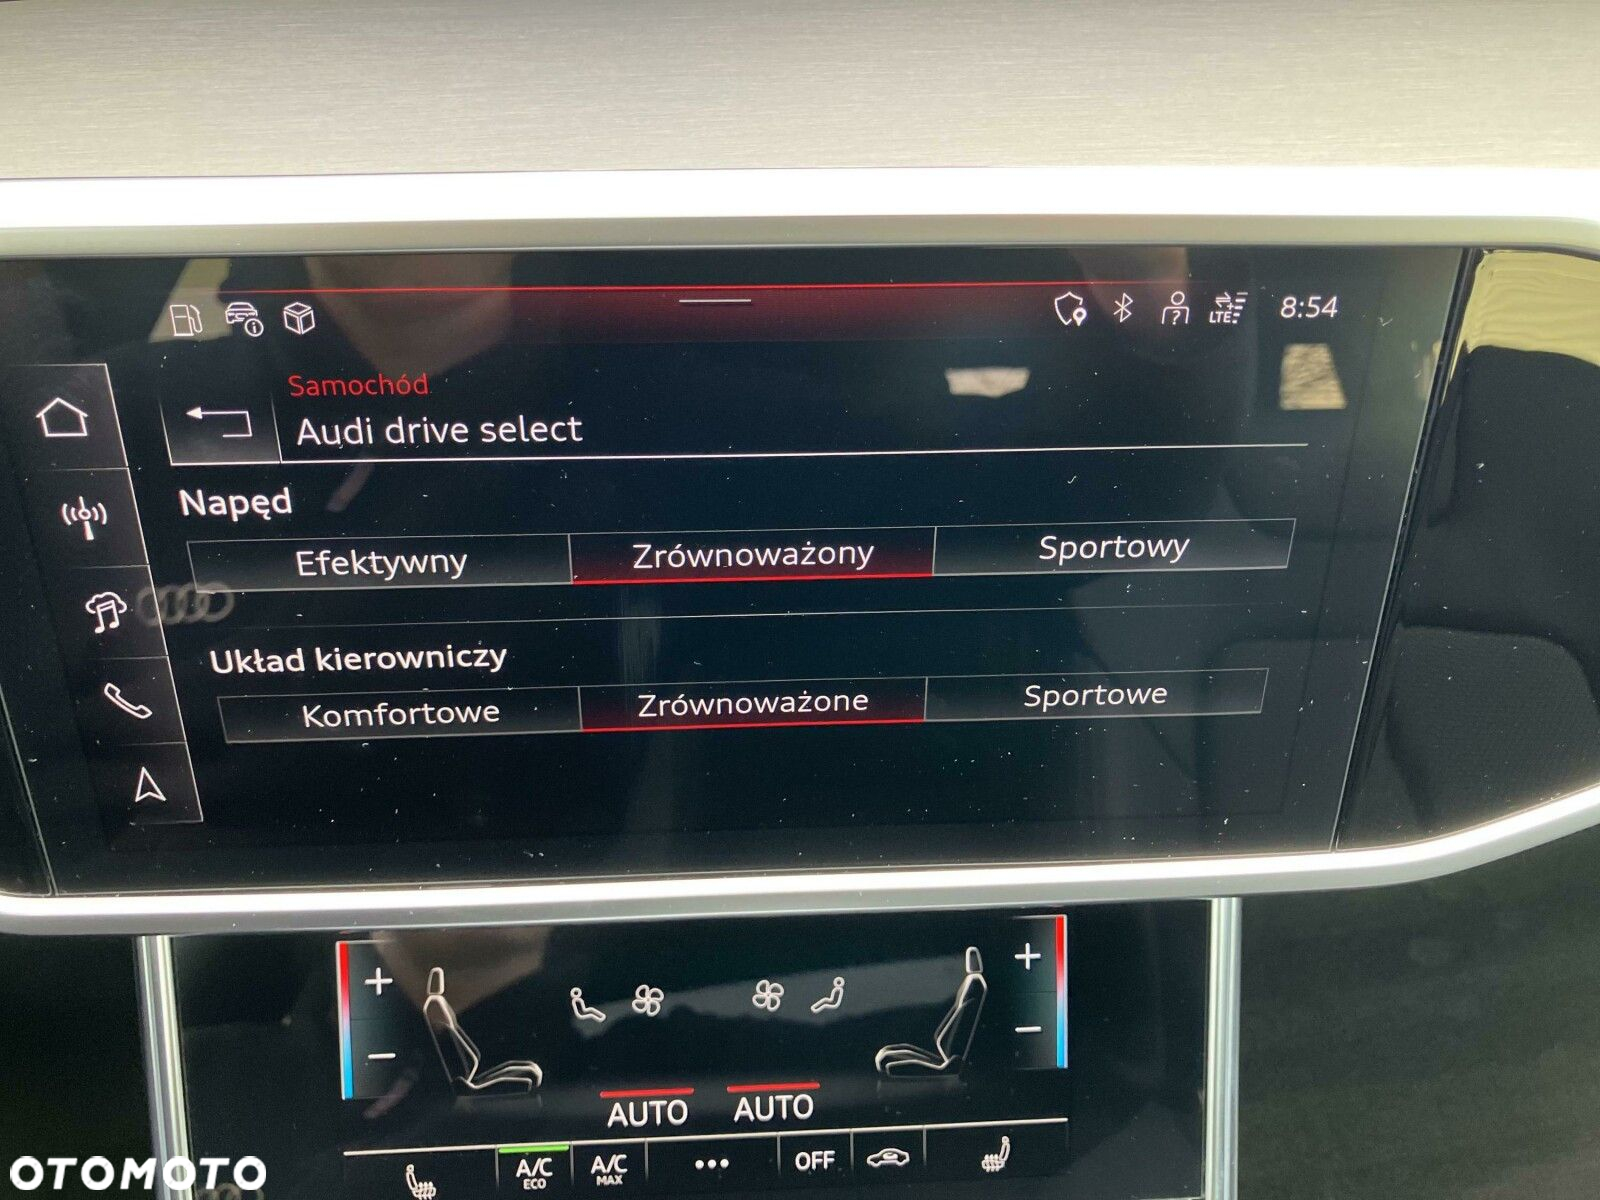 LTE 8:54
Samochód
Audi drive select
Napęd
Efektywny Zrównoważony Sportowy
Układ kierowniczy
Komfortowe Zrównoważone Sportowe
+ +
- -
AUTO AUTO
A/C ECO A/C MAX ... OFF
OTOMOTO